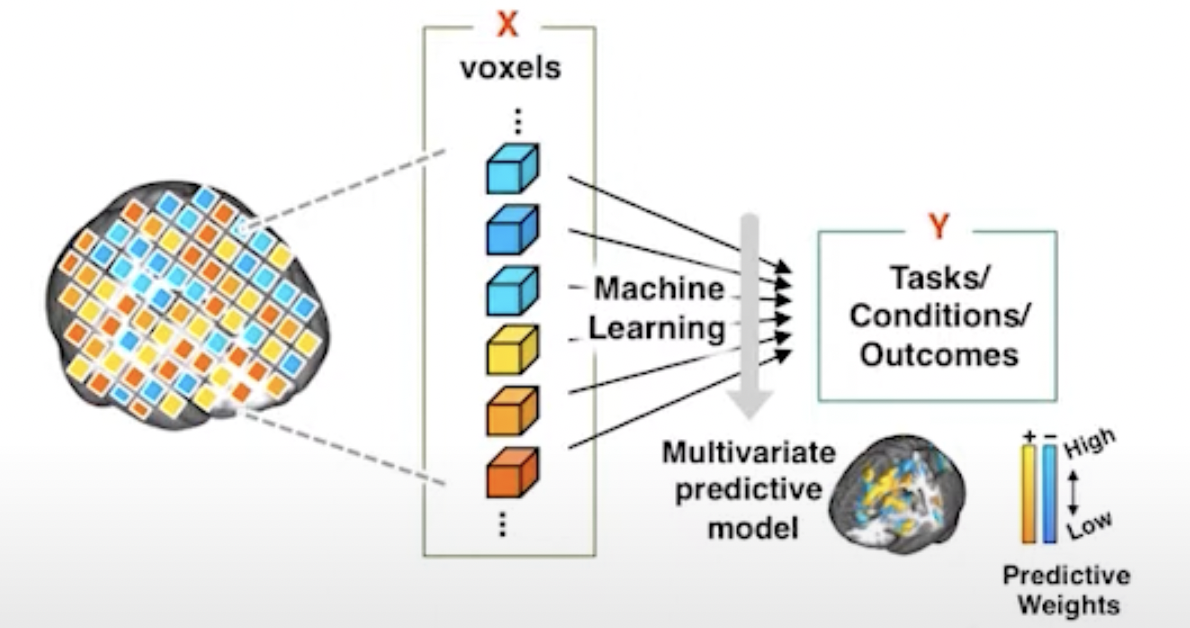 X
voxels
Machine
Learning
Y
Tasks/
Conditions/
Outcomes
Multivariate
predictive
model
+ −
High
Low
Predictive
Weights